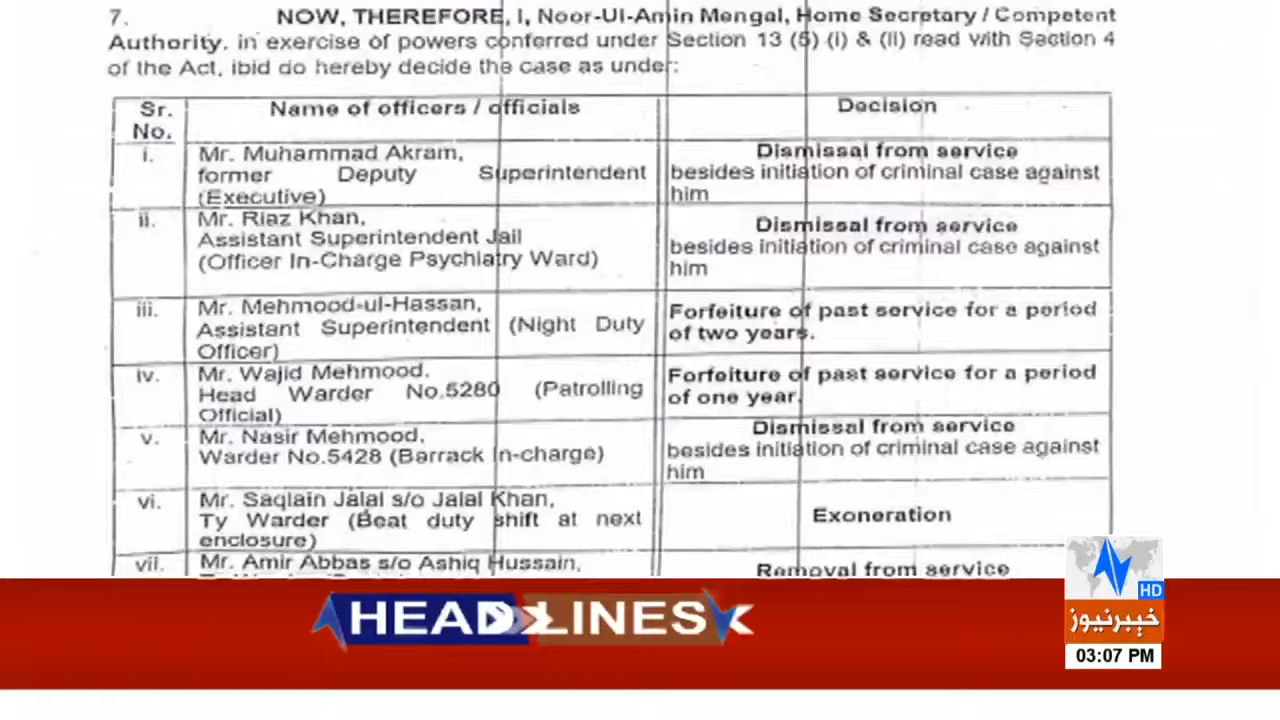 7. NOW, THEREFORE, I, Noor-Ul-Amin Mengal, Home Secretary / Competent
Authority. in exercise of powers conferred under Section 13 (5) (i) & (ii) read with Section 4
of the Act, ibid do hereby decide the case as under:
Sr. No. Name of officers / officials Decision
i. Mr. Muhammad Akram,
former Deputy Superintendent
(Executive)
Dismissal from service
besides initiation of criminal case against
him
ii. Mr. Riaz Khan,
Assistant Superintendent Jail
(Officer In-Charge Psychiatry Ward)
Dismissal from service
besides initiation of criminal case against
him
iii. Mr. Mehmood-ul-Hassan,
Assistant Superintendent (Night Duty
Officer)
Forfeiture of past service for a period
of two years.
iv. Mr. Wajid Mehmood,
Head Warder No.5280 (Patrolling
Official)
Forfeiture of past service for a period
of one year.
v. Mr. Nasir Mehmood,
Warder No.5428 (Barrack In-charge)
Dismissal from service
besides initiation of criminal case against
him
vi. Mr. Saqlain Jalal s/o Jalal Khan,
Ty Warder (Beat duty shift at next
enclosure)
Exoneration
vii. Mr. Amir Abbas s/o Ashiq Hussain,
Removal from service
HEADLINES
HD
خیبر نیوز
03:07 PM